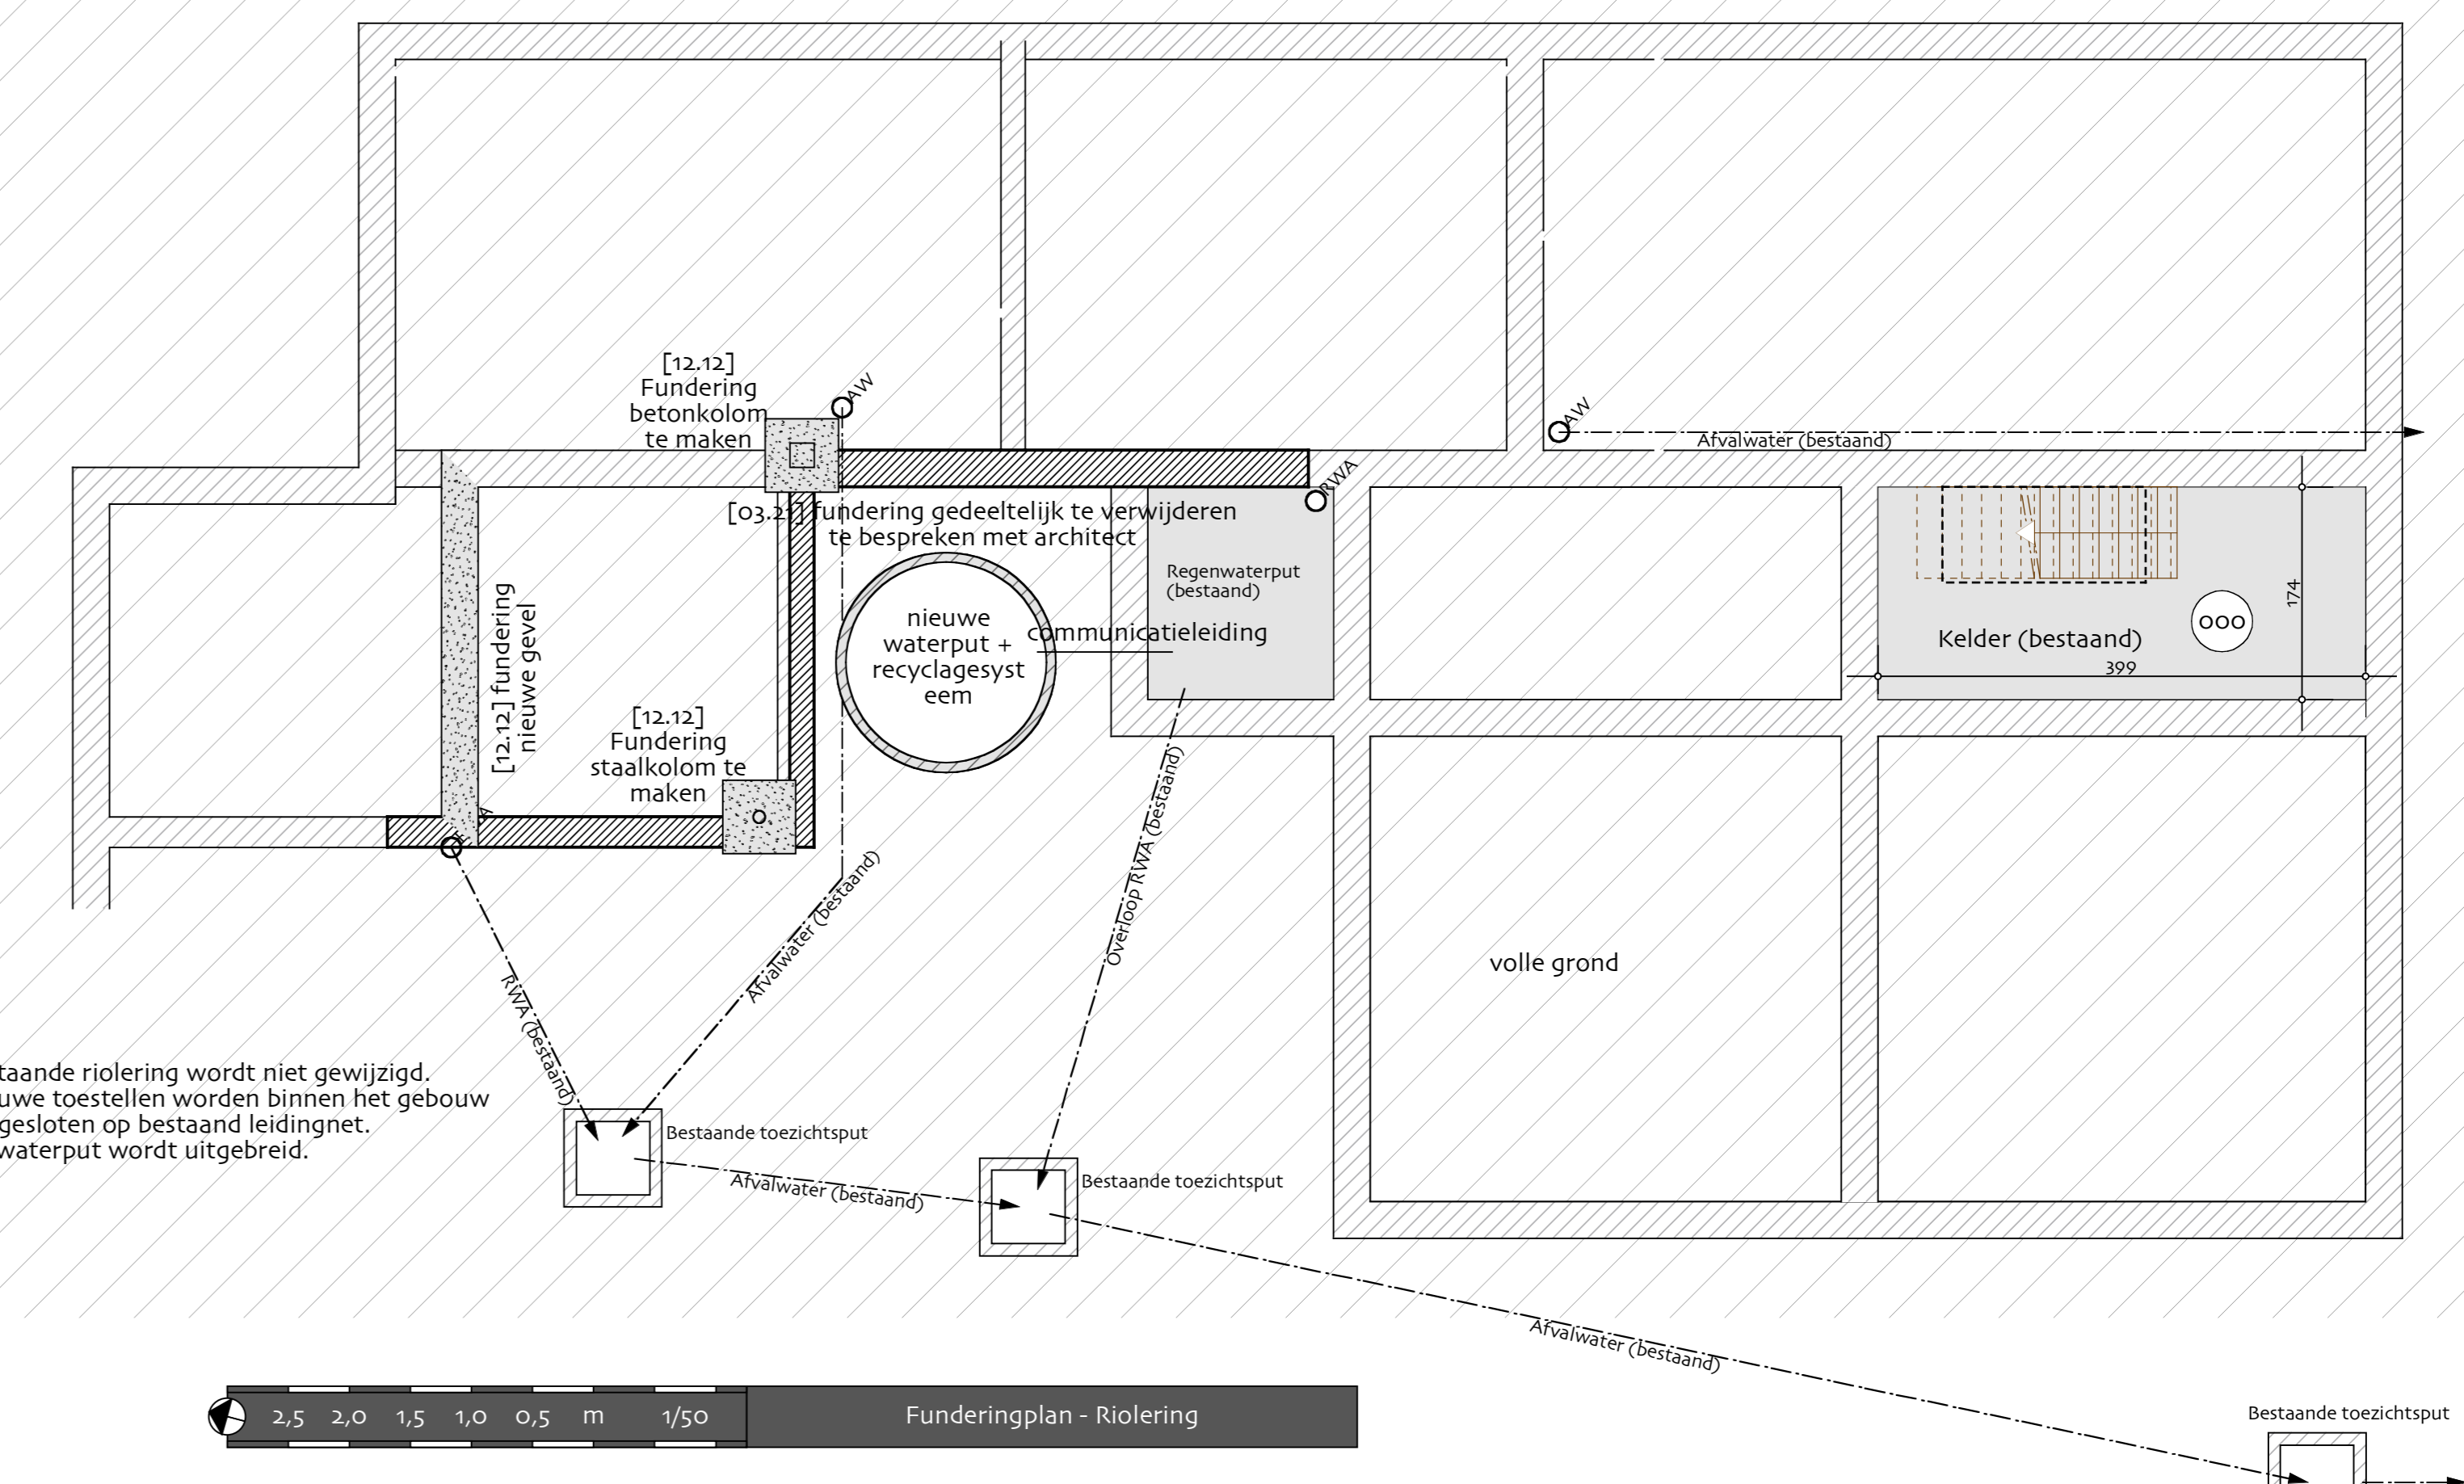 [12.12]
Fundering
betonkolom
te maken
AW
AW
Afvalwater (bestaand)
RWA
[03.21] fundering gedeeltelijk te verwijderen
te bespreken met architect
Regenwaterput
(bestaand)
communicatieleiding
nieuwe
waterput +
recyclagesyst
eem
Kelder (bestaand)
399
174
[12.12] fundering
nieuwe gevel
[12.12]
Fundering
staalkolom te
maken
Overloop RWA (bestaand)
Afvalwater (bestaand)
RWA (bestaand)
volle grond
taande riolering wordt niet gewijzigd.
uwe toestellen worden binnen het gebouw
gesloten op bestaand leidingnet.
waterput wordt uitgebreid.
Bestaande toezichtsput
Afvalwater (bestaand)
Bestaande toezichtsput
Afvalwater (bestaand)
Bestaande toezichtsput
2,5 2,0 1,5 1,0 0,5 m 1/50
Funderingplan - Riolering